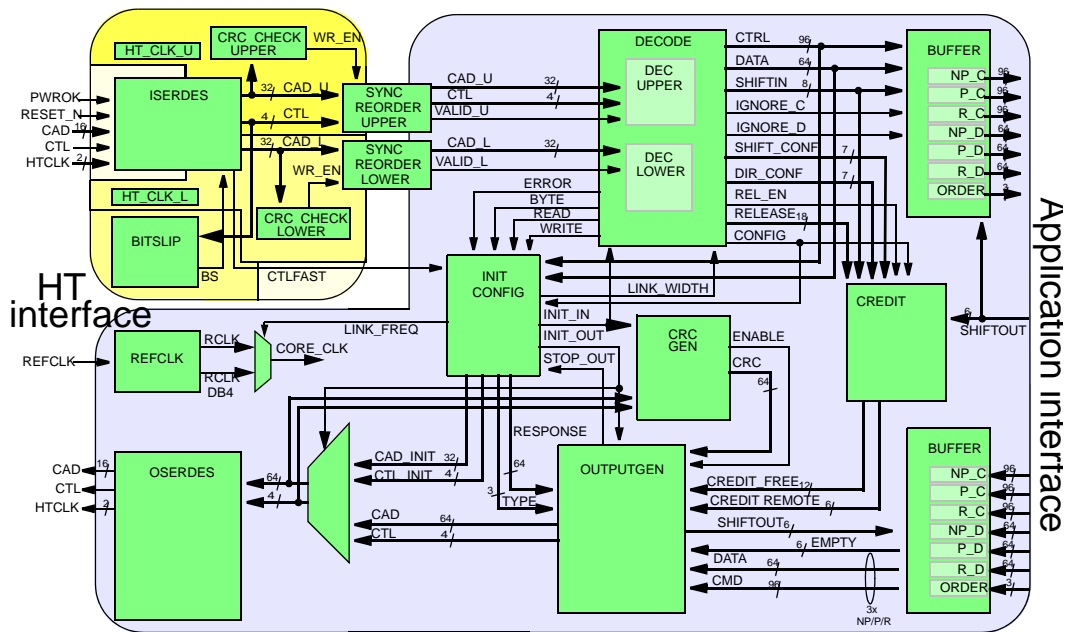 HT_CLK_U
CRC CHECK
UPPER
WR_EN
ISERDES
PWROK
RESET_N
CAD
16
CTL
HTCLK
2
32
CAD_U
4
CTL
32
CAD_L
WR_EN
HT_CLK_L
CRC CHECK
LOWER
BITSLIP
BS
CTLFAST
SYNC
REORDER
UPPER
SYNC
REORDER
LOWER
CAD_U
32
CTL
4
VALID_U
CAD_L
32
VALID_L
DECODE
DEC
UPPER
DEC
LOWER
CTRL
96
DATA
64
SHIFTIN
8
IGNORE_C
IGNORE_D
SHIFT_CONF
7
DIR_CONF
7
REL_EN
RELEASE
18
CONFIG
BUFFER
NP_C
96
P_C
96
R_C
96
NP_D
64
P_D
64
R_D
64
ORDER
3
ERROR
BYTE
READ
WRITE
INIT
CONFIG
LINK_WIDTH
INIT_IN
INIT_OUT
STOP_OUT
LINK_FREQ
HT
interface
Application interface
REFCLK
REFCLK
RCLK
RCLK
DB4
CORE_CLK
CRC
GEN
ENABLE
CRC
64
CREDIT
6
SHIFTOUT
RESPONSE
64
3
TYPE
CAD_INIT
32
CTL_INIT
4
CAD
64
CTL
4
OSERDES
64
4
CAD
16
CTL
HTCLK
2
OUTPUTGEN
CREDIT_FREE
12
CREDIT REMOTE
6
SHIFTOUT
6
6
EMPTY
DATA
64
CMD
96
3x
NP/P/R
BUFFER
NP_C
96
P_C
96
R_C
96
NP_D
64
P_D
64
R_D
64
ORDER
3